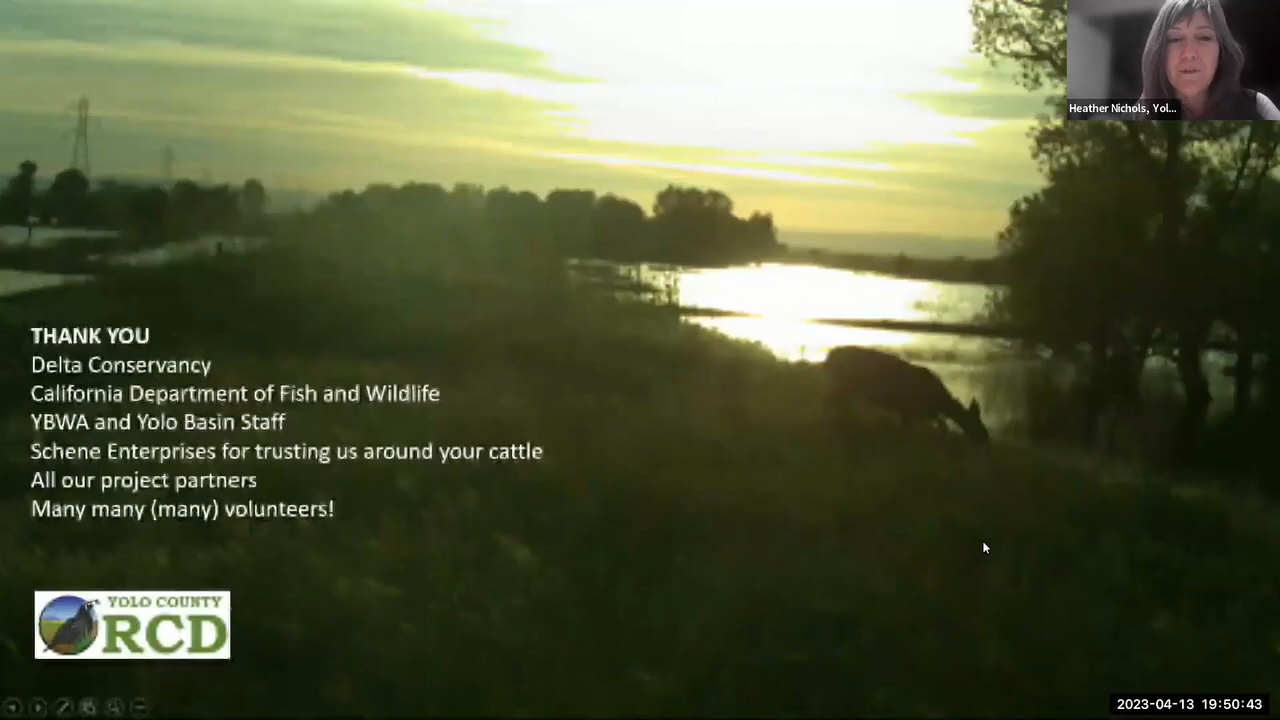 Heather Nichols, Yol...
THANK YOU
Delta Conservancy
California Department of Fish and Wildlife
YBWA and Yolo Basin Staff
Schene Enterprises for trusting us around your cattle
All our project partners
Many many (many) volunteers!
YOLO COUNTY
RCD
2023-04-13 19:50:43